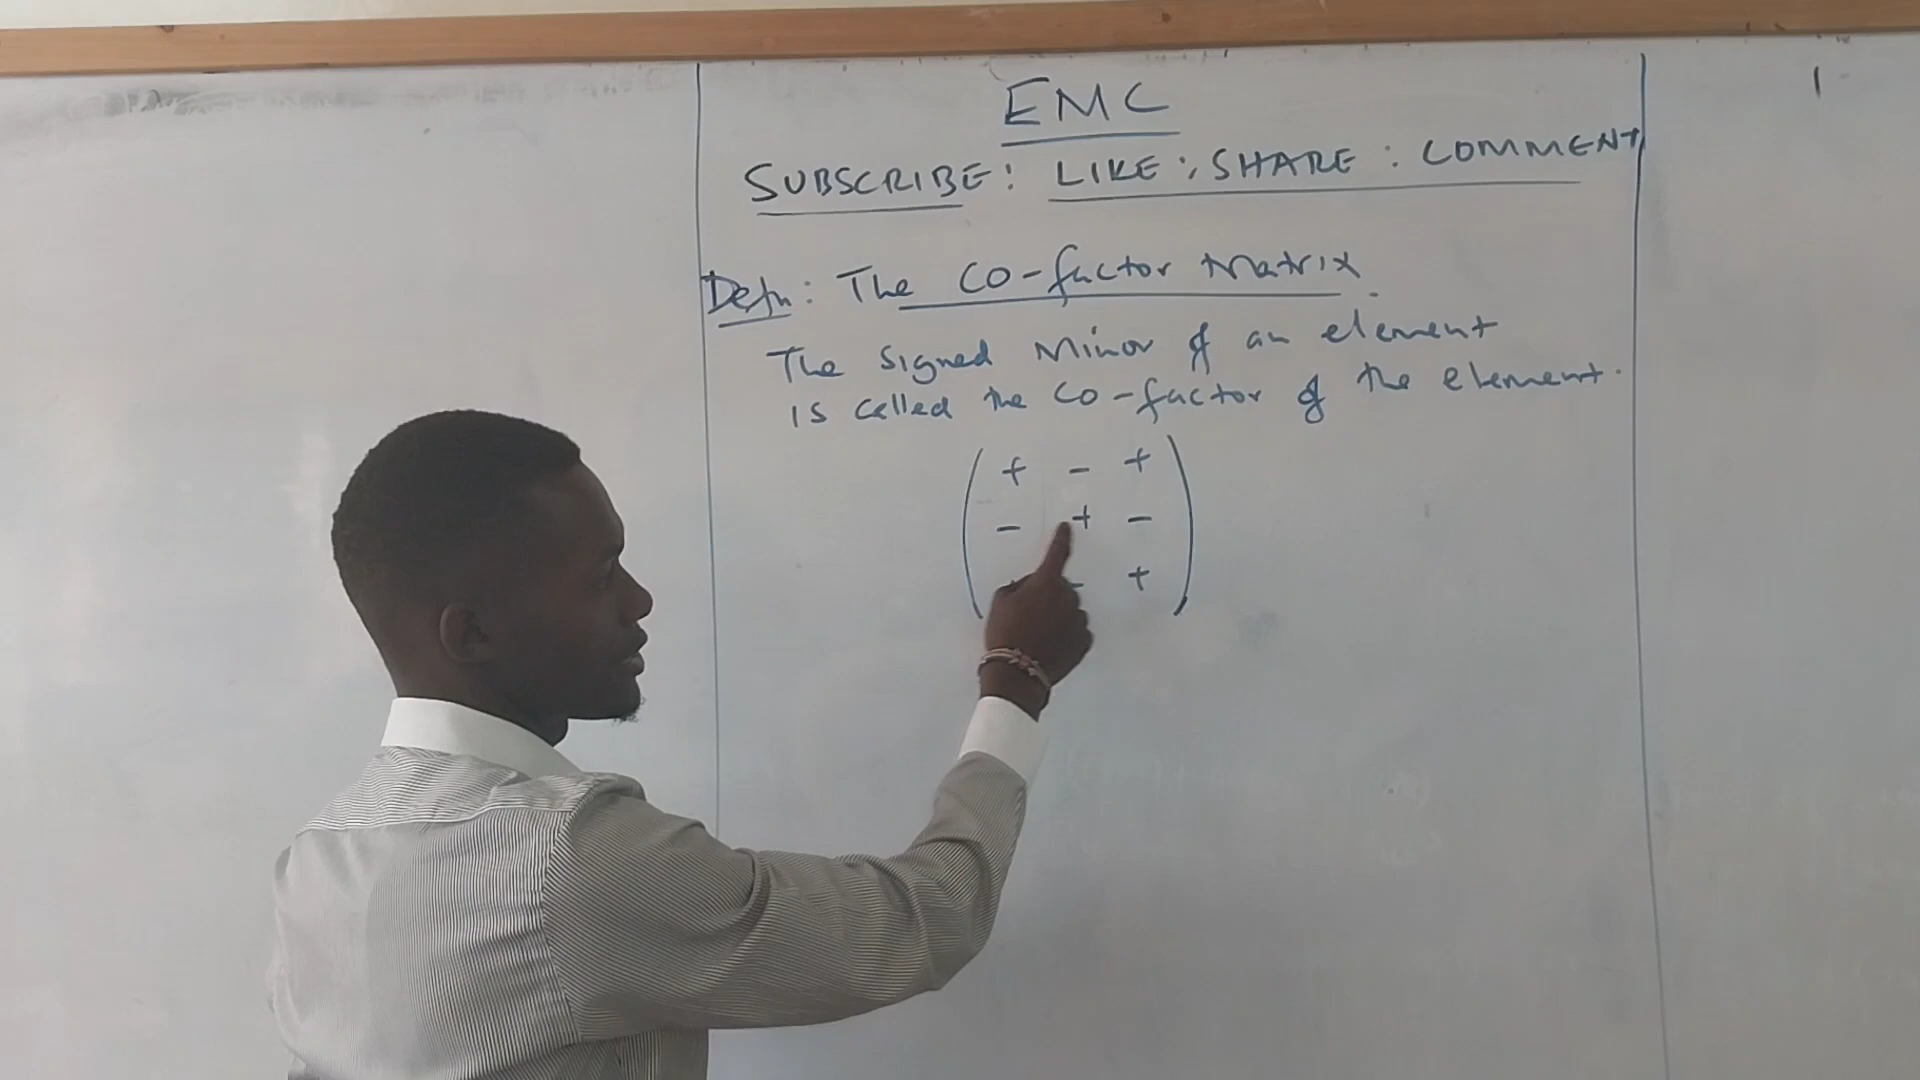 EMC
SUBSCRIBE: LIKE:, SHARE: COMMENT
Defn: The Co-factor Matrix.
The signed Minor of an element
is called the co-factor of the element.
+ - +
- + -
- +
1